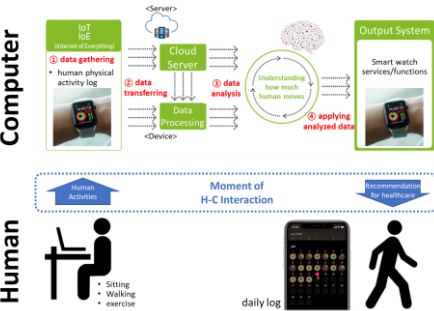 Computer
IoT
IoE
(Internet of Everything)
① data gathering
• human physical
activity log
<Server>
Cloud
Server
② data
transferring
Data
Processing
<Device>
③ data
analysis
Understanding
how much
human moves
④ applying
analyzed data
Output System
Smart watch
services/functions
Human
Activities
Moment of
H-C Interaction
Recommendation
for healthcare
Human
• Sitting
• Walking
• exercise
daily log